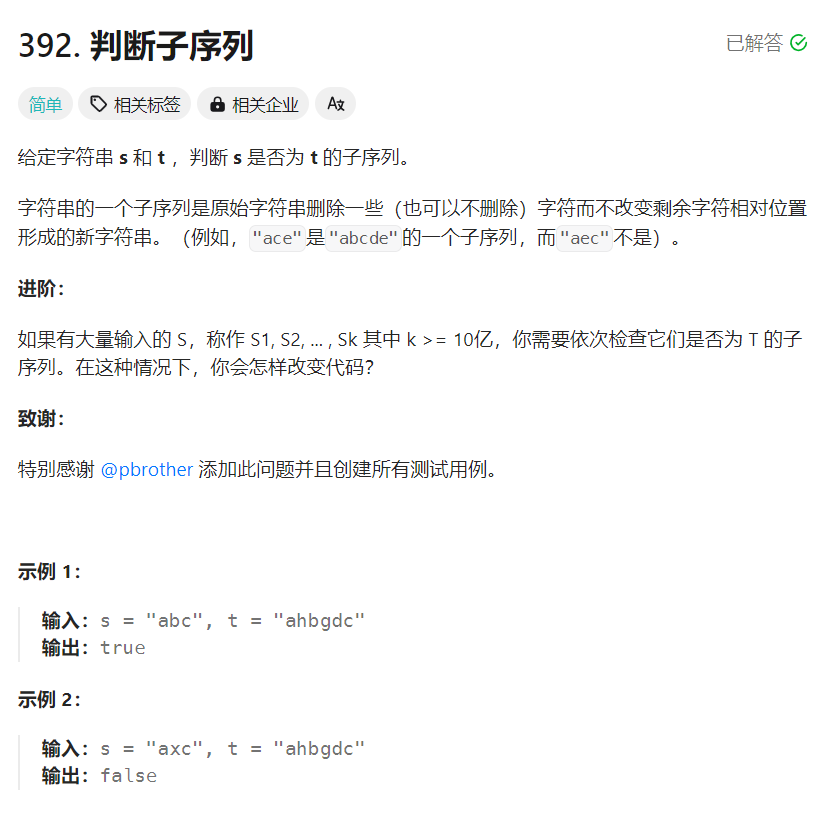 392. 判断子序列
已解答
简单
相关标签
相关企业
给定字符串 s 和 t ，判断 s 是否为 t 的子序列。
字符串的一个子序列是原始字符串删除一些（也可以不删除）字符而不改变剩余字符相对位置
形成的新字符串。（例如，"ace"是"abcde"的一个子序列，而"aec"不是）。
进阶：
如果有大量输入的 S，称作 S1, S2, ... , Sk 其中 k >= 10亿，你需要依次检查它们是否为 T 的子
序列。在这种情况下，你会怎样改变代码？
致谢：
特别感谢 @pbrother 添加此问题并且创建所有测试用例。
示例 1：
输入：s = "abc", t = "ahbgdc"
输出：true
示例 2：
输入：s = "axc", t = "ahbgdc"
输出：false